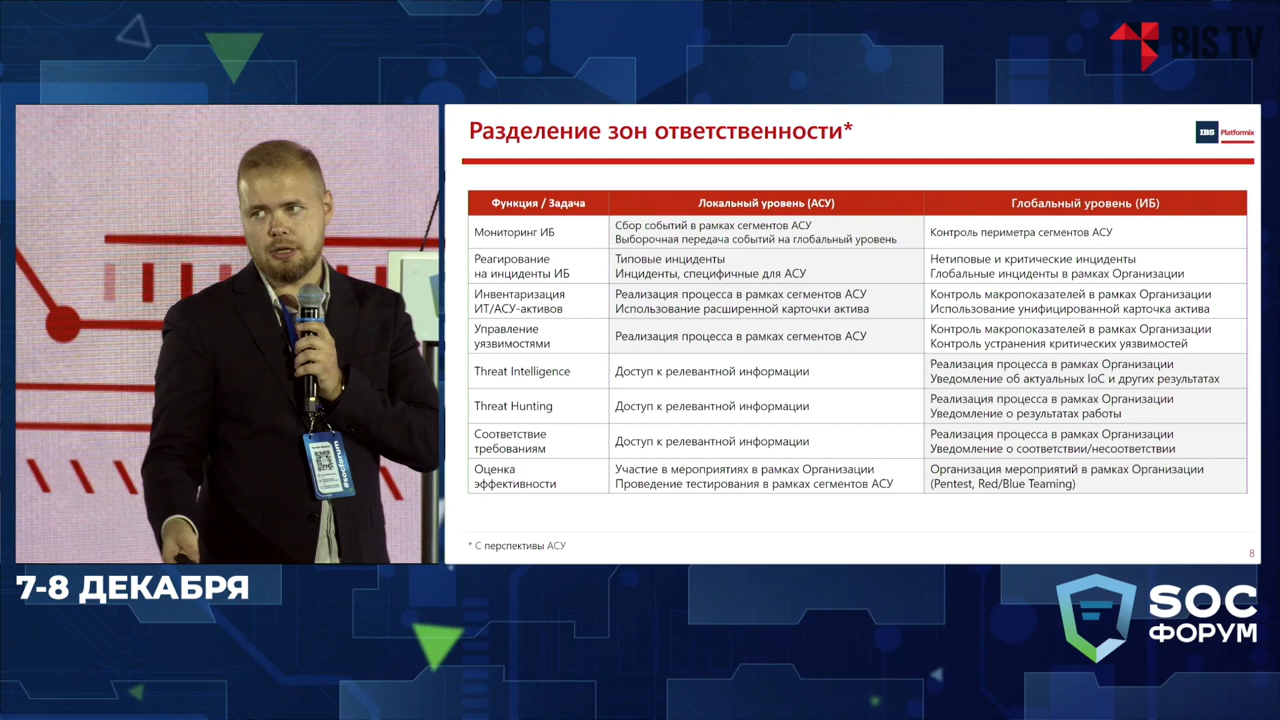 BIS TV
Разделение зон ответственности*
IBS Platformix
Функция / Задача
Локальный уровень (АСУ)
Глобальный уровень (ИБ)
Мониторинг ИБ
Сбор событий в рамках сегментов АСУ
Выборочная передача событий на глобальный уровень
Контроль периметра сегментов АСУ
Реагирование
на инциденты ИБ
Типовые инциденты
Инциденты, специфичные для АСУ
Нетиповые и критические инциденты
Глобальные инциденты в рамках Организации
Инвентаризация
ИТ/АСУ-активов
Реализация процесса в рамках сегментов АСУ
Использование расширенной карточки актива
Контроль макропоказателей в рамках Организации
Использование унифицированной карточка актива
Управление
уязвимостями
Реализация процесса в рамках сегментов АСУ
Контроль макропоказателей в рамках Организации
Контроль устранения критических уязвимостей
Threat Intelligence
Доступ к релевантной информации
Реализация процесса в рамках Организации
Уведомление об актуальных IoC и других результатах
Threat Hunting
Доступ к релевантной информации
Реализация процесса в рамках Организации
Уведомление о результатах работы
Соответствие
требованиям
Доступ к релевантной информации
Реализация процесса в рамках Организации
Уведомление о соответствии/несоответствии
Оценка
эффективности
Участие в мероприятиях в рамках Организации
Проведение тестирования в рамках сегментов АСУ
Организация мероприятий в рамках Организации
(Pentest, Red/Blue Teaming)
* С перспективы АСУ
8
#socforum
7-8 ДЕКАБРЯ
SOC
ФОРУМ